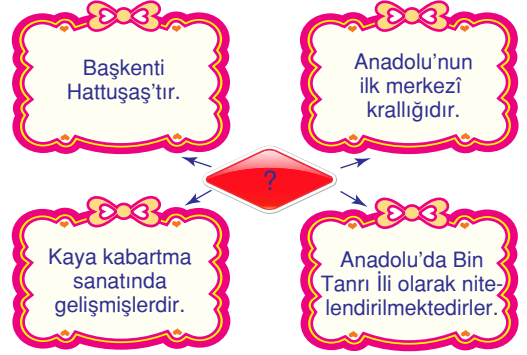 Başkenti
Hattuşaş’tır.
Anadolu’nun
ilk merkezî
krallığıdır.
?
Kaya kabartma
sanatında
gelişmişlerdir.
Anadolu’da Bin
Tanrı İli olarak nite-
lendirilmektedirler.